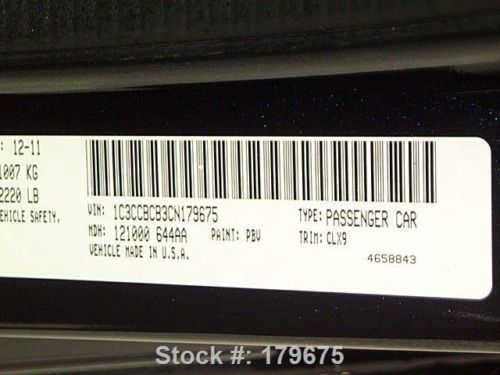 : 12-11
1007 KG
2220 LB
EHICLE SAFETY,
VIN: 1C3CCBCB3CN179675
TYPE: PASSENGER CAR
MDH: 121000 644AA
PAINT: PBV
TRIM: CLX9
VEHICLE MADE IN U.S.A.
4658843
Stock #: 179675